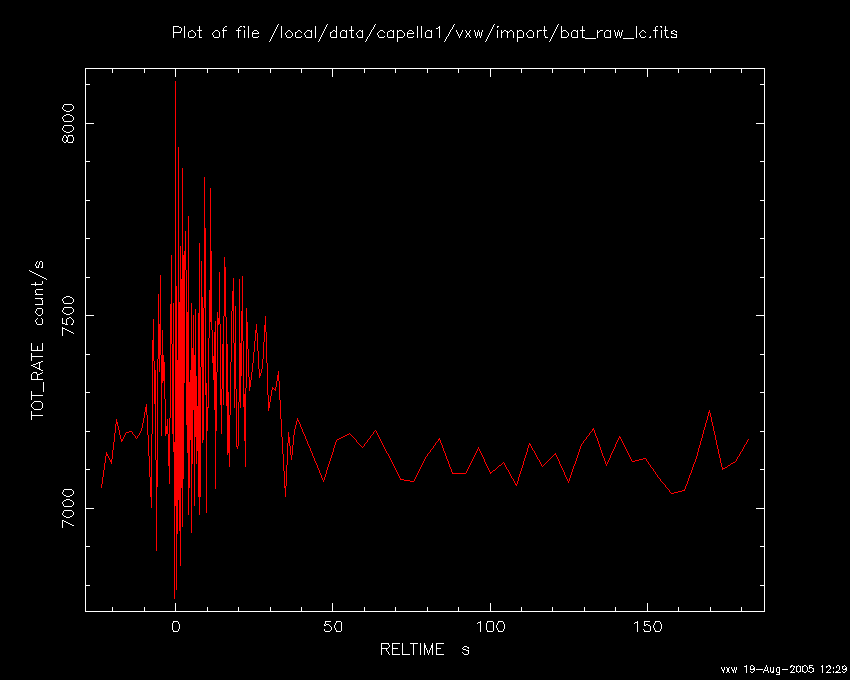 Plot of file /local/data/capella1/vxw/import/bat_raw_lc.fits
8000
7500
7000
TOT_RATE count/s
0 50 100 150
RELTIME s
vxw 19-Aug-2005 12:29